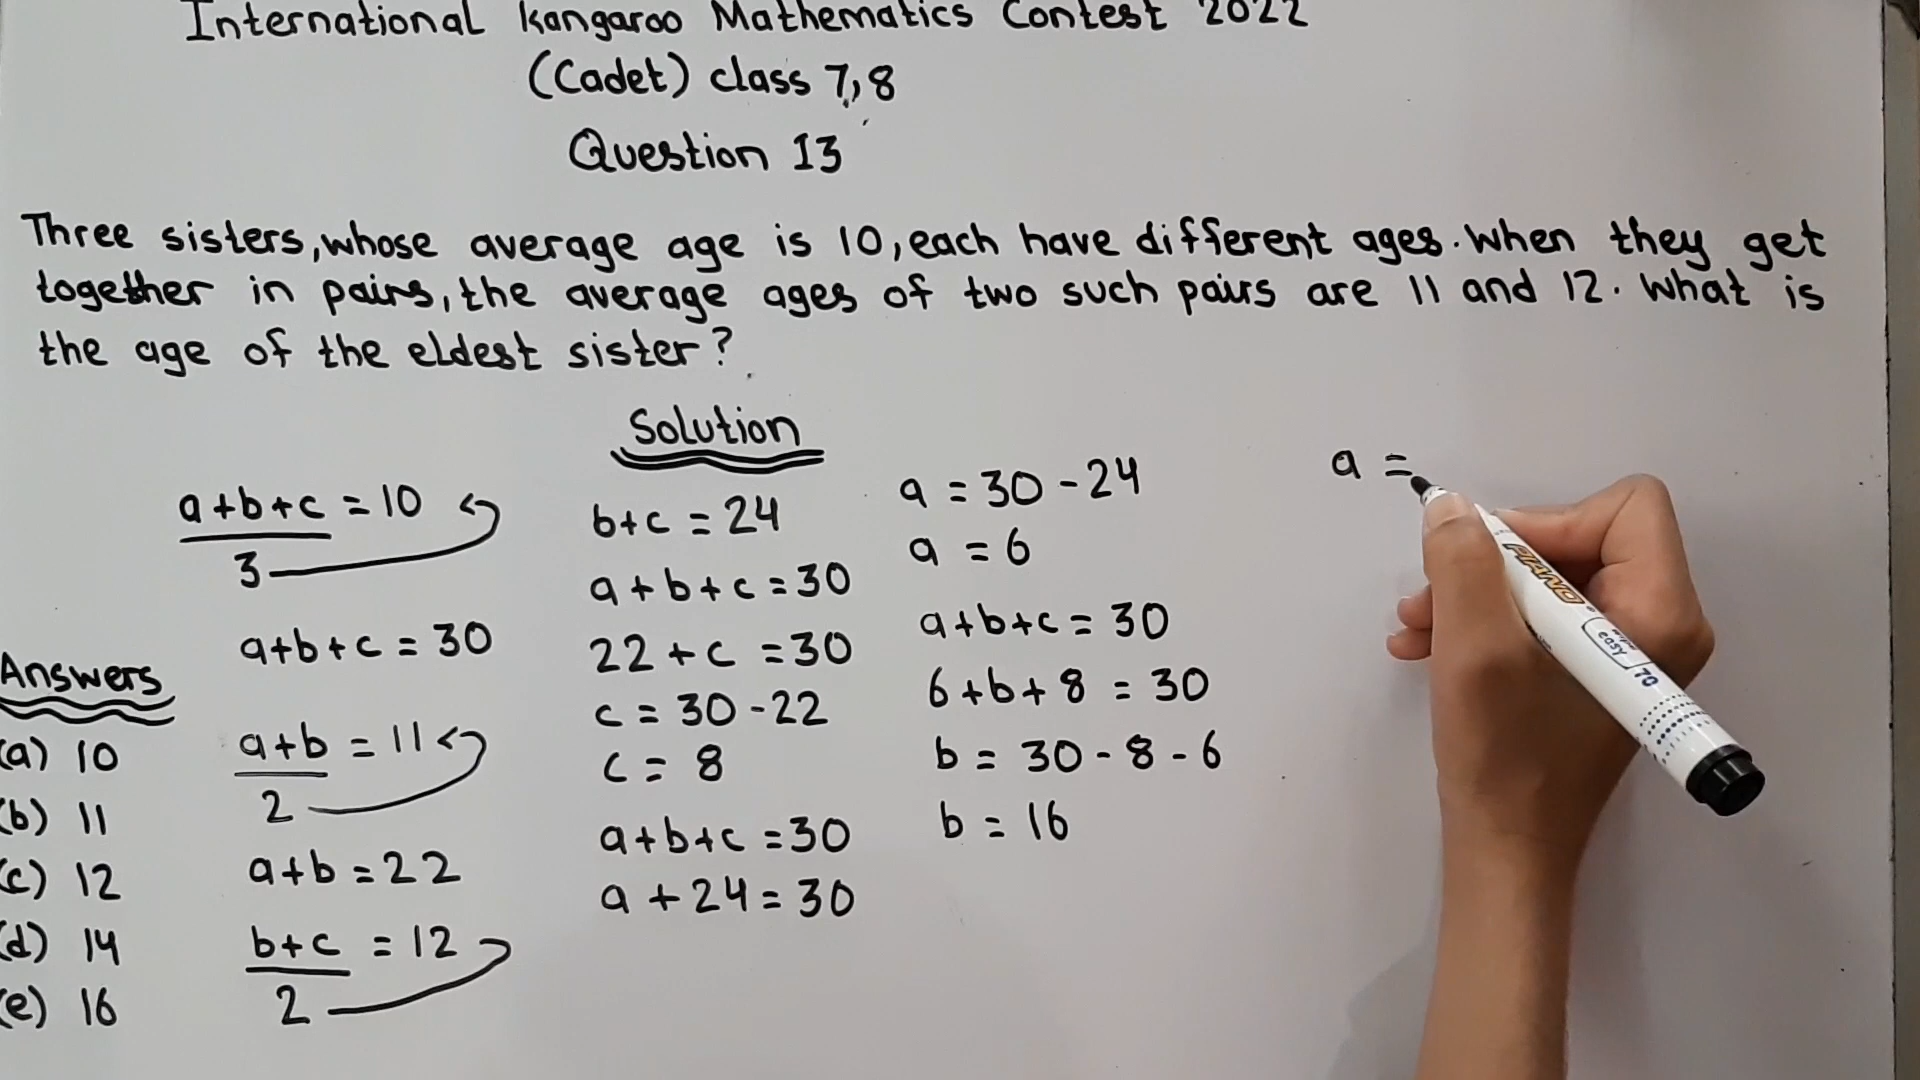 International Kangaroo Mathematics Contest 2022
(Cadet) class 7,8
Question 13
Three sisters, whose average age is 10, each have different ages. When they get
together in pairs, the average ages of two such pairs are 11 and 12. What is
the age of the eldest sister?
Solution
Answers
(a) 10
(b) 11
(c) 12
(d) 14
(e) 16
a+b+c = 10
3
a+b+c = 30
a+b = 11
2
a+b = 22
b+c = 12
2
b+c = 24
a+b+c = 30
22 + c = 30
c = 30 - 22
c = 8
a+b+c = 30
a + 24 = 30
a = 30 - 24
a = 6
a+b+c = 30
6+b+8 = 30
b = 30 - 8 - 6
b = 16
a =
PIANO
easy 70